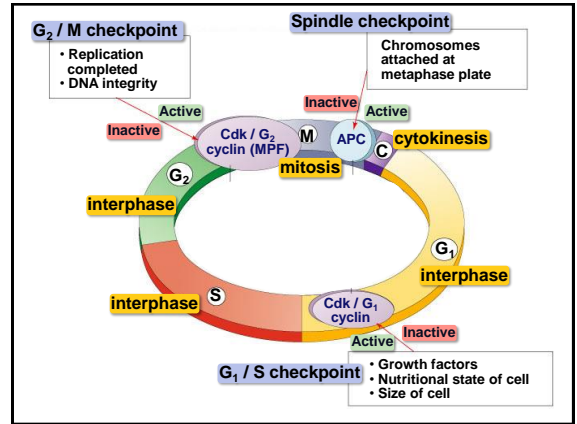 G2 / M checkpoint
• Replication
completed
• DNA integrity
Spindle checkpoint
Chromosomes
attached at
metaphase plate
Inactive
Active
Active
Inactive
Cdk / G2
cyclin (MPF)
M
APC
C
cytokinesis
mitosis
G2
interphase
G1
interphase
interphase
S
Cdk / G1
cyclin
Inactive
Active
G1 / S checkpoint
• Growth factors
• Nutritional state of cell
• Size of cell